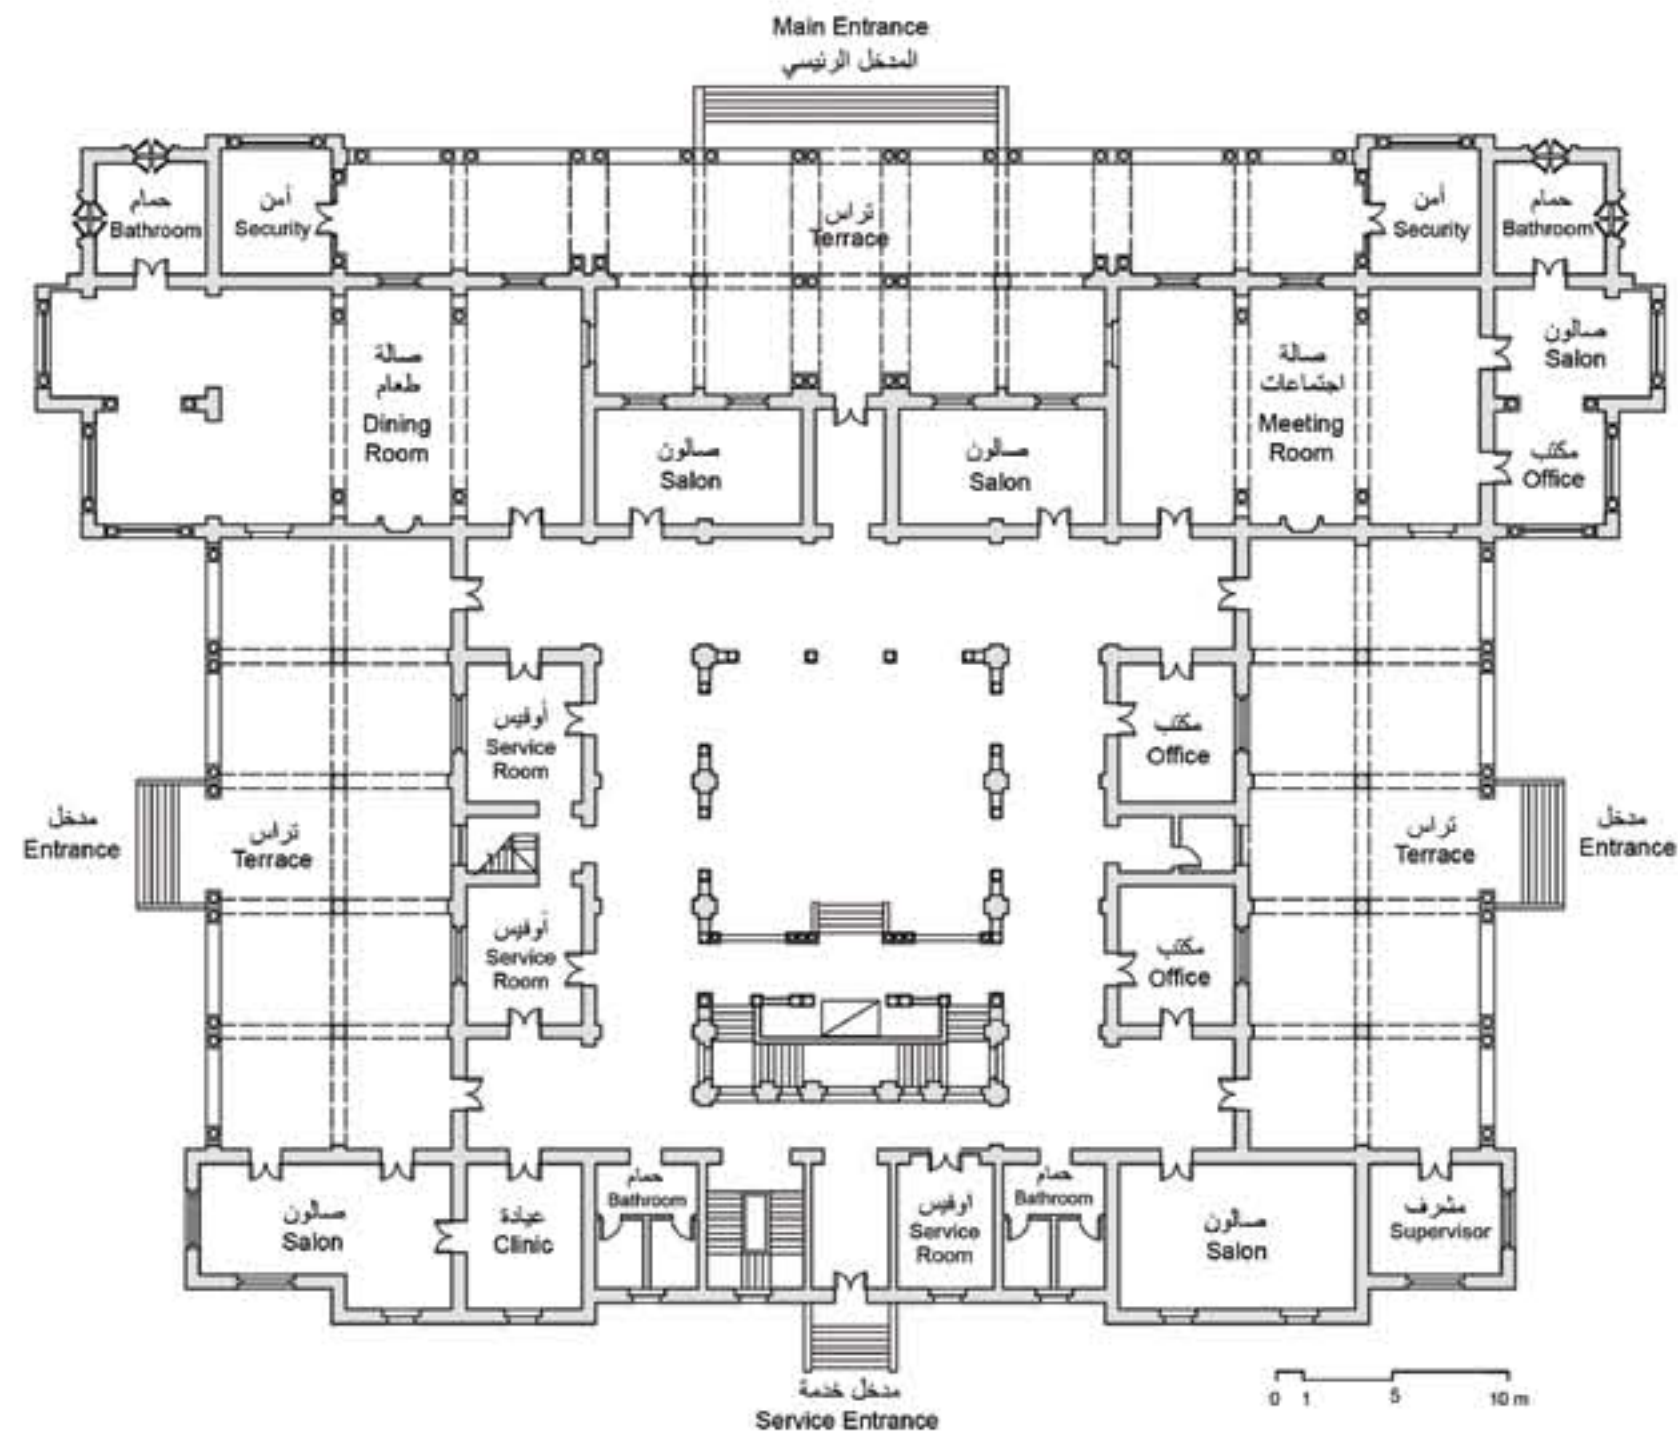 Main Entrance
المدخل الرئيسي
حمام
Bathroom
أمن
Security
تراس
Terrace
أمن
Security
حمام
Bathroom
صالة
طعام
Dining
Room
صالون
Salon
صالون
Salon
صالة
اجتماعات
Meeting
Room
صالون
Salon
مكتب
Office
أوفيس
Service
Room
مكتب
Office
مدخل
Entrance
تراس
Terrace
تراس
Terrace
مدخل
Entrance
أوفيس
Service
Room
مكتب
Office
صالون
Salon
عيادة
Clinic
حمام
Bathroom
اوفيس
Service
Room
حمام
Bathroom
صالون
Salon
مشرف
Supervisor
مدخل خدمة
Service Entrance
0 1 5 10 m